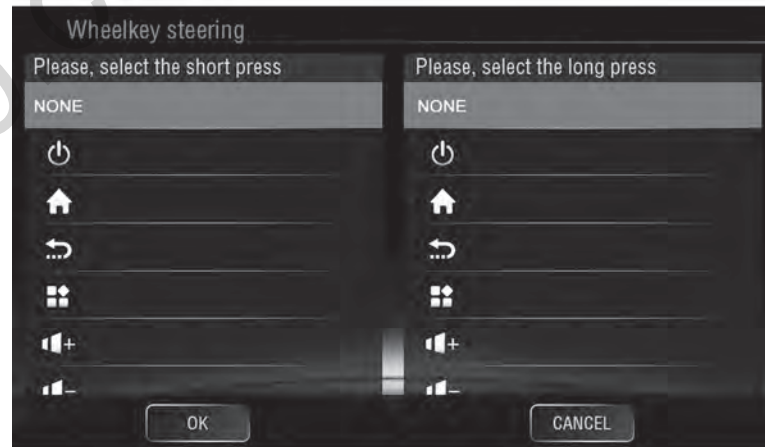 Wheelkey steering
Please, select the short press
Please, select the long press
NONE
NONE
+
+
−
−
OK
CANCEL